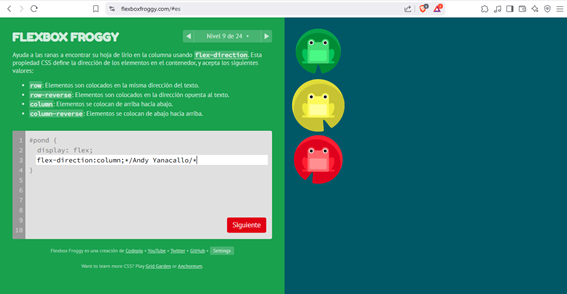 flexboxfroggy.com/#es
FLEXBOX FROGGY
Nivel 9 de 24
Ayuda a las ranas a encontrar su hoja de lirio en la columna usando flex-direction. Esta
propiedad CSS define la dirección de los elementos en el contenedor, y acepta los siguientes
valores:
row: Elementos son colocados en la misma dirección del texto.
row-reverse: Elementos son colocados en la dirección opuesta al texto.
column: Elementos se colocan de arriba hacia abajo.
column-reverse: Elementos se colocan de abajo hacia arriba.
1 #pond {
2 display: flex;
3 flex-direction:column;*/Andy Yanacallo/*
4 }
5
6
7
8
9
10
Siguiente
Flexbox Froggy es una creación de Codepip • YouTube • Twitter • GitHub • Settings
Want to learn more CSS? Play Grid Garden or Anchoreum.